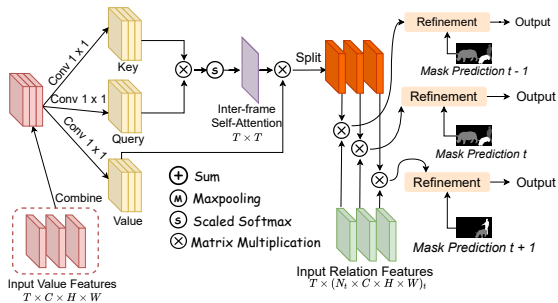 Refinement
Output
Mask Prediction t - 1
Conv 1 x 1
Key
Conv 1 x 1
Query
Conv 1 x 1
Value
S
Inter-frame
Self-Attention
T × T
Split
Refinement
Output
Mask Prediction t
Refinement
Output
Mask Prediction t + 1
Combine
Input Value Features
T × C × H × W
Sum
M Maxpooling
S Scaled Softmax
Matrix Multiplication
Input Relation Features
T × (Nₜ × C × H × W)ₜ